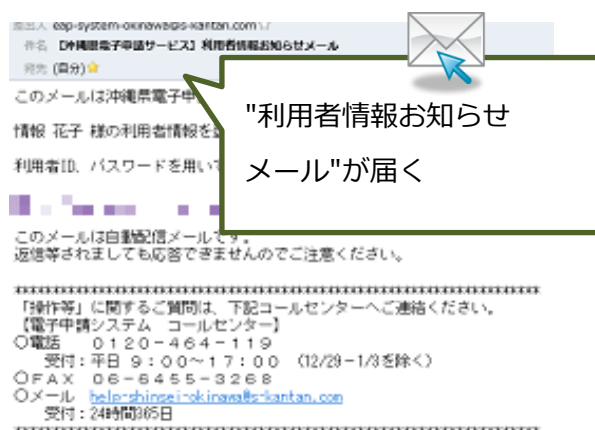 差出人 eap-system-okinawa@s-kantan.com
件名 【沖縄県電子申請サービス】利用者情報お知らせメール
宛先 (自分)
このメールは沖縄県電子申
情報 花子 様の利用者情報を
利用者ID、パスワードを用いて
"利用者情報お知らせ
メール"が届く
このメールは自動配信メールです。
返信等されましても応答できませんのでご注意ください。
「操作等」に関するご質問は、下記コールセンターへご連絡ください。
【電子申請システム コールセンター】
○電話 0120-464-119
受付:平日 9:00~17:00 (12/29-1/3を除く)
○FAX 06-6455-3268
○メール help-shinsei-okinawa@s-kantan.com
受付:24時間365日